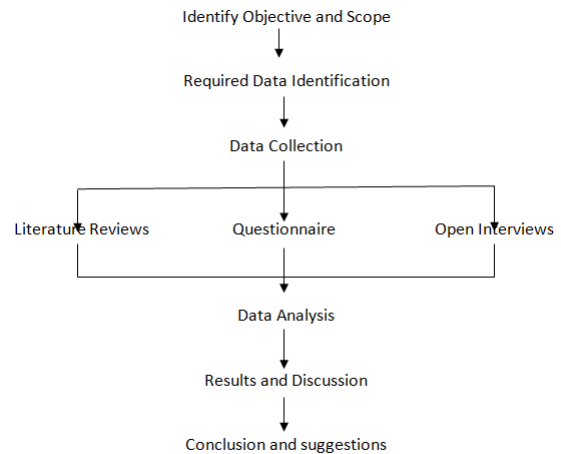 Identify Objective and Scope
Required Data Identification
Data Collection
Literature Reviews
Questionnaire
Open Interviews
Data Analysis
Results and Discussion
Conclusion and suggestions